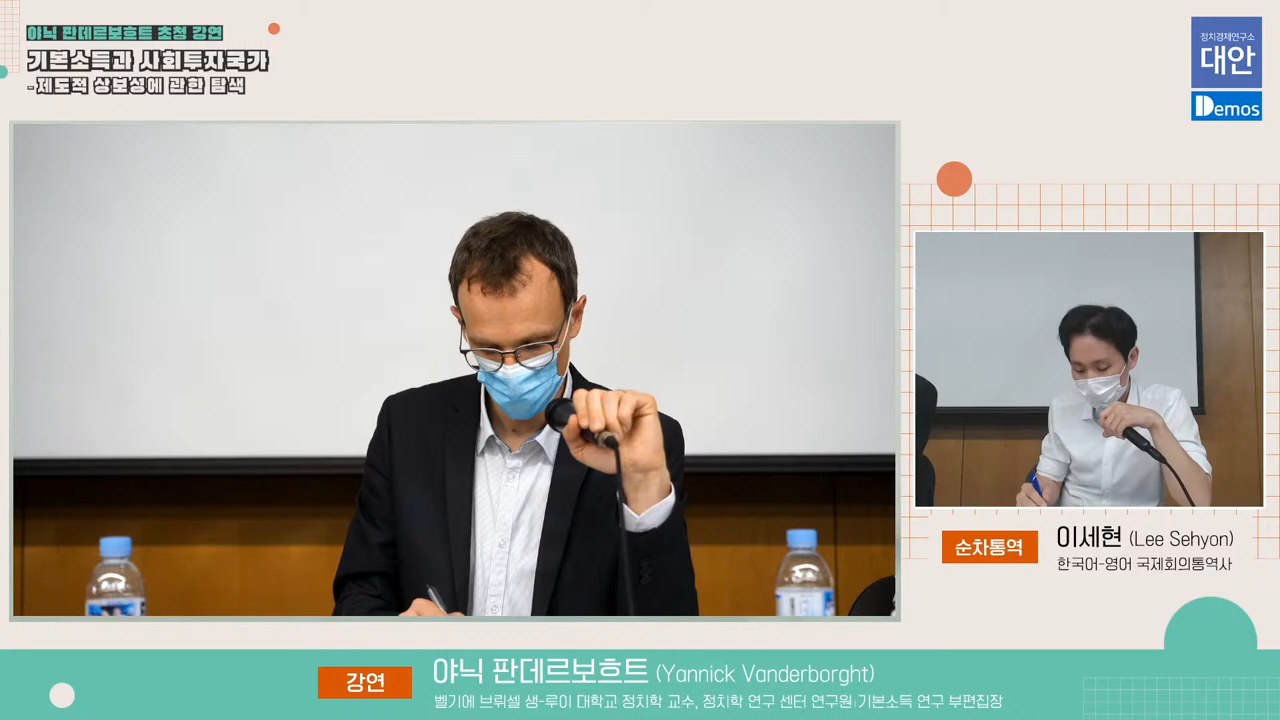 야닉 판데르보흐트 초청 강연
기본소득과 사회투자국가
-제도적 상보성에 관한 탐색
정치경제연구소
대안
Demos
순차통역
이세현 (Lee Sehyon)
한국어-영어 국제회의통역사
강연
야닉 판데르보흐트 (Yannick Vanderborght)
벨기에 브뤼셀 생-루이 대학교 정치학 교수, 정치학 연구 센터 연구원, 기본소득 연구 부편집장